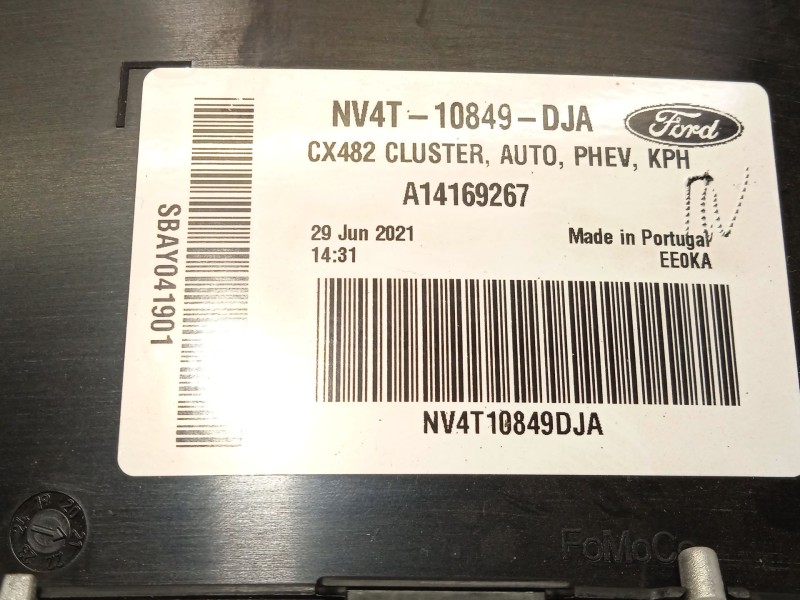 NV4T-10849-DJA
Ford
CX482 CLUSTER, AUTO, PHEV, KPH
A14169267
29 Jun 2021
14:31
Made in Portugal
EE0KA
SBAY041901
NV4T10849DJA
FoMoCo